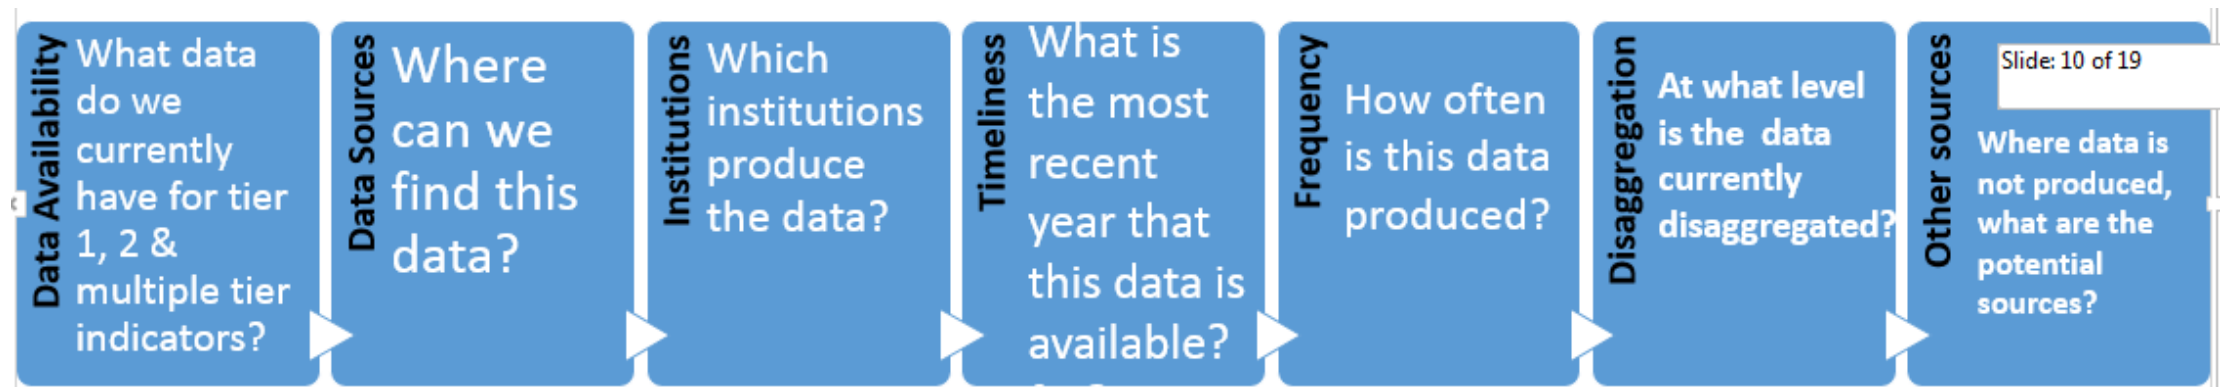 Data Availability
What data
do we
currently
have for tier
1, 2 &
multiple tier
indicators?
Data Sources
Where
can we
find this
data?
Institutions
Which
institutions
produce
the data?
Timeliness
What is
the most
recent
year that
this data is
available?
Frequency
How often
is this data
produced?
Disaggregation
At what level
is the data
currently
disaggregated?
Other sources
Slide: 10 of 19
Where data is
not produced,
what are the
potential
sources?